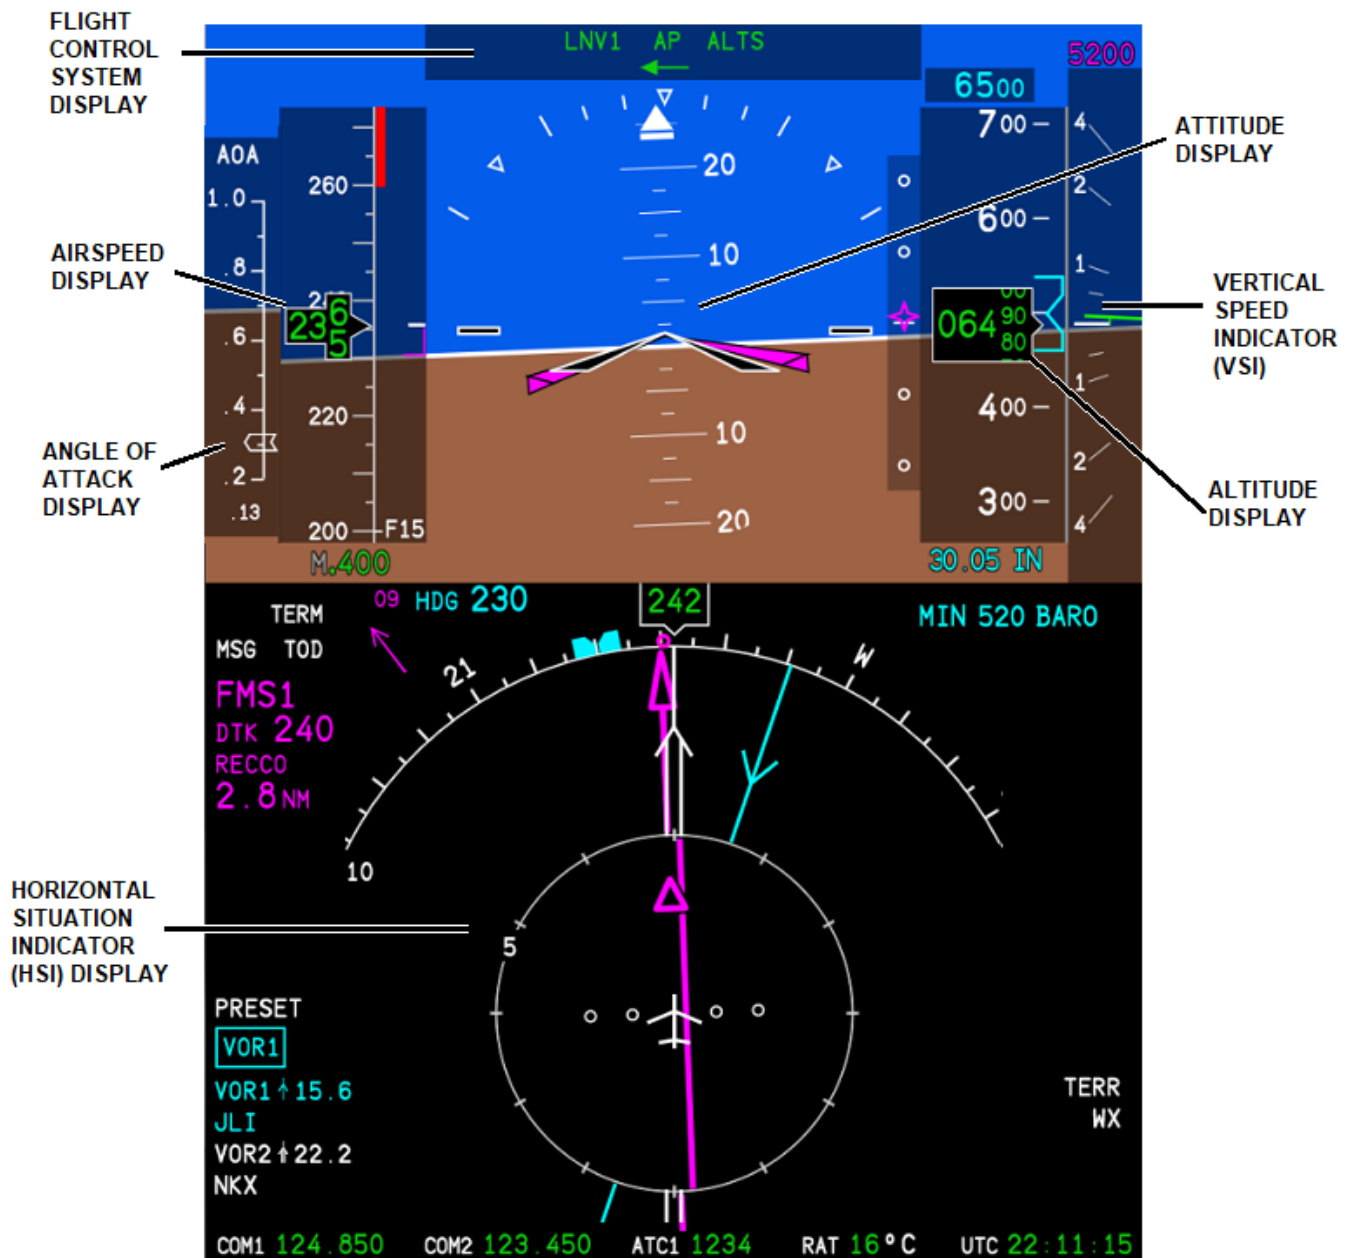 FLIGHT
CONTROL
SYSTEM
DISPLAY
LNV1 AP ALTS
5200
6500
ATTITUDE
DISPLAY
AOA
1.0
.8
.6
.4
.2
.13
AIRSPEED
DISPLAY
260
240
23 6
5
220
200
F15
M.400
20
10
10
20
700
600
064 90
80
400
300
30.05 IN
4
2
1
1
2
4
VERTICAL
SPEED
INDICATOR
(VSI)
ANGLE OF
ATTACK
DISPLAY
ALTITUDE
DISPLAY
TERM
09 HDG 230
242
MIN 520 BARO
MSG TOD
21
W
FMS1
DTK 240
RECCO
2.8NM
10
HORIZONTAL
SITUATION
INDICATOR
(HSI) DISPLAY
5
PRESET
VOR1
VOR1 15.6
JLI
VOR2 22.2
NKX
TERR
WX
COM1 124.850 COM2 123.450 ATC1 1234 RAT 16°C UTC 22:11:15